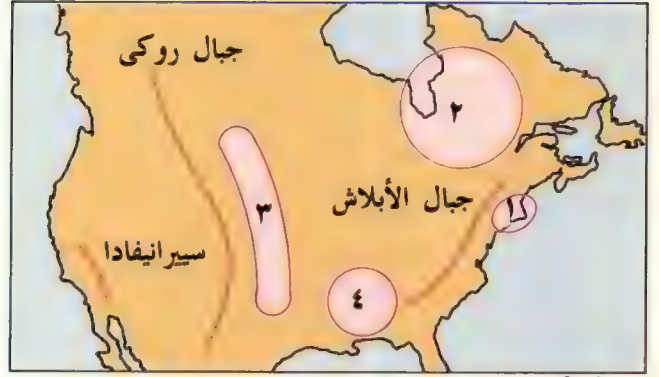 جبال روكى
٢
٣
جبال الأبلاش
١
سييرانيفادا
٤